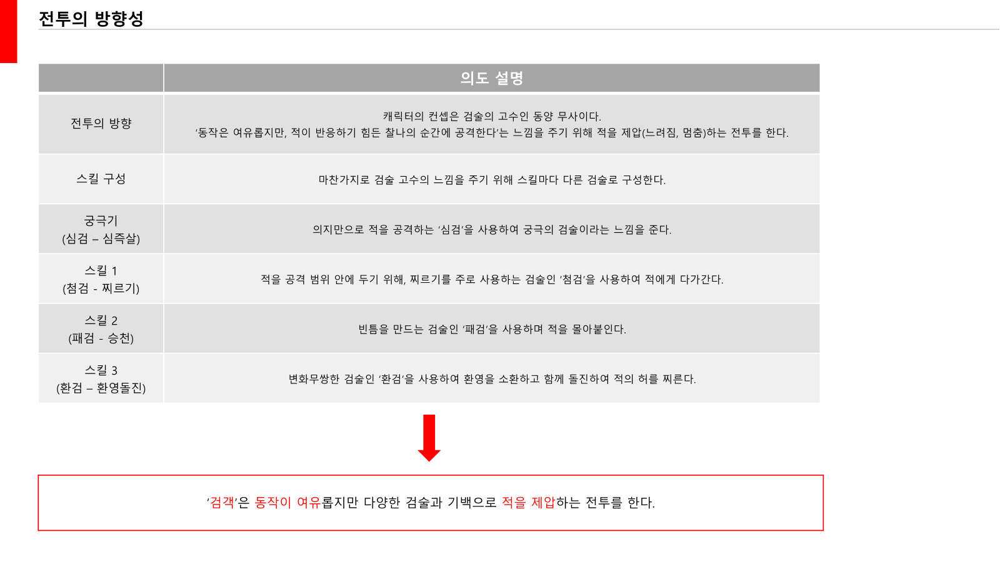 전투의 방향성
의도 설명
전투의 방향
캐릭터의 컨셉은 검술의 고수인 동양 무사이다.
‘동작은 여유롭지만, 적이 반응하기 힘든 찰나의 순간에 공격한다’는 느낌을 주기 위해 적을 제압(느려짐, 멈춤)하는 전투를 한다.
스킬 구성
마찬가지로 검술 고수의 느낌을 주기 위해 스킬마다 다른 검술로 구성한다.
궁극기
(심검 – 심즉살)
의지만으로 적을 공격하는 ‘심검’을 사용하여 궁극의 검술이라는 느낌을 준다.
스킬 1
(첨검 - 찌르기)
적을 공격 범위 안에 두기 위해, 찌르기를 주로 사용하는 검술인 ‘첨검’을 사용하여 적에게 다가간다.
스킬 2
(패검 - 승천)
빈틈을 만드는 검술인 ‘패검’을 사용하며 적을 몰아붙인다.
스킬 3
(환검 – 환영돌진)
변화무쌍한 검술인 ‘환검’을 사용하여 환영을 소환하고 함께 돌진하여 적의 허를 찌른다.
‘검객’은 동작이 여유롭지만 다양한 검술과 기백으로 적을 제압하는 전투를 한다.